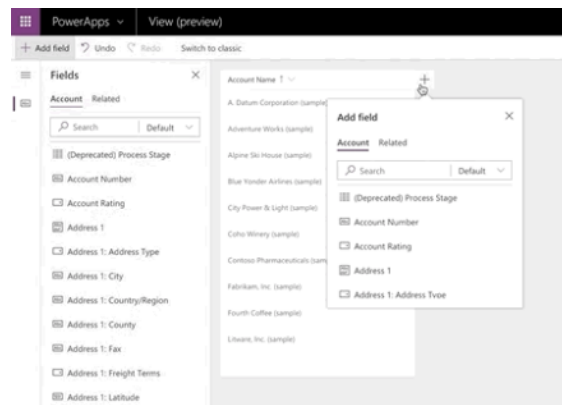 PowerApps
View (preview)
Add field
Undo
Redo
Switch to classic
Fields
Account Related
Search Default
(Deprecated) Process Stage
Account Number
Account Rating
Address 1
Address 1: Address Type
Address 1: City
Address 1: Country/Region
Address 1: County
Address 1: Fax
Address 1: Freight Terms
Address 1: Latitude
Account Name
A. Datum Corporation (sample)
Adventure Works (sample)
Alpine Ski House (sample)
Blue Yonder Airlines (sample)
City Power & Light (sample)
Coho Winery (sample)
Contoso Pharmaceuticals (sam
Fabrikam, Inc. (sample)
Fourth Coffee (sample)
Litware, Inc. (sample)
Add field
Account Related
Search Default
(Deprecated) Process Stage
Account Number
Account Rating
Address 1
Address 1: Address Type